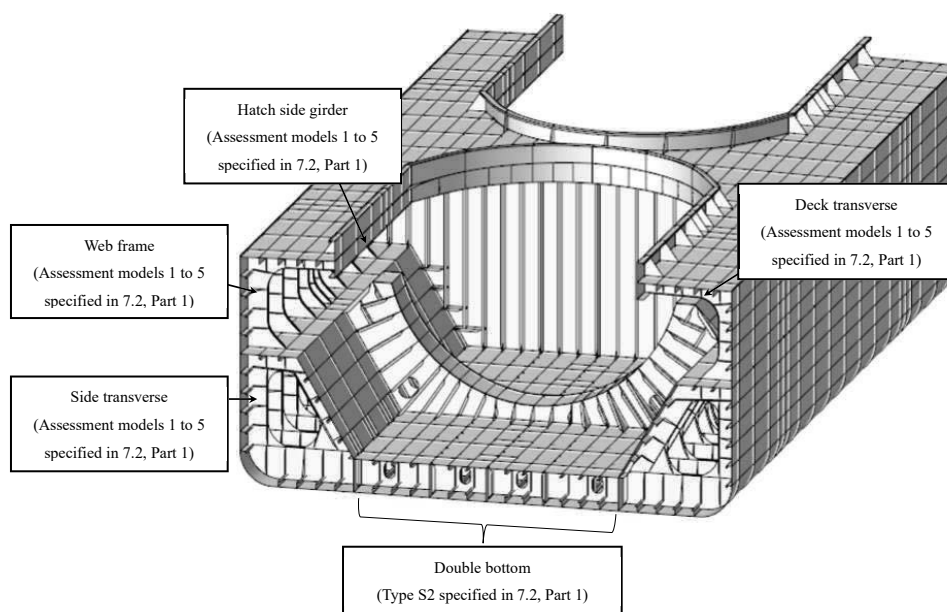 Hatch side girder
(Assessment models 1 to 5
specified in 7.2, Part 1)
Deck transverse
(Assessment models 1 to 5
specified in 7.2, Part 1)
Web frame
(Assessment models 1 to 5
specified in 7.2, Part 1)
Side transverse
(Assessment models 1 to 5
specified in 7.2, Part 1)
Double bottom
(Type S2 specified in 7.2, Part 1)